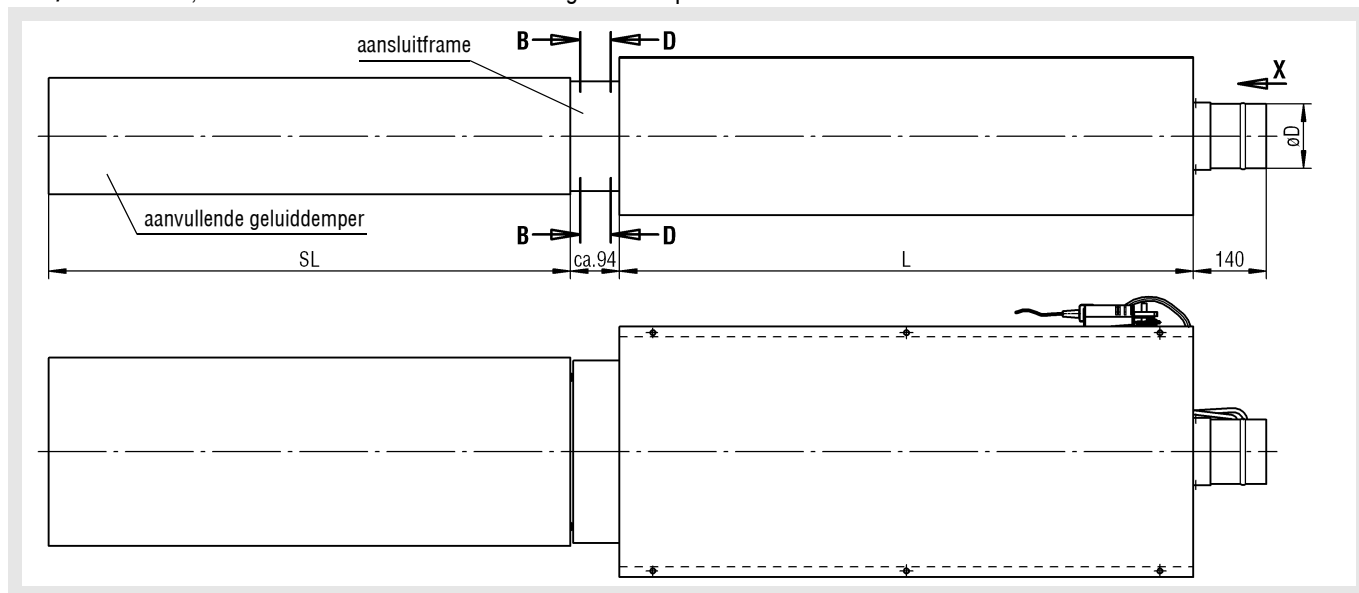 aansluitframe
B D
X
øD
aanvullende geluiddemper
B D
SL ca.94 L 140